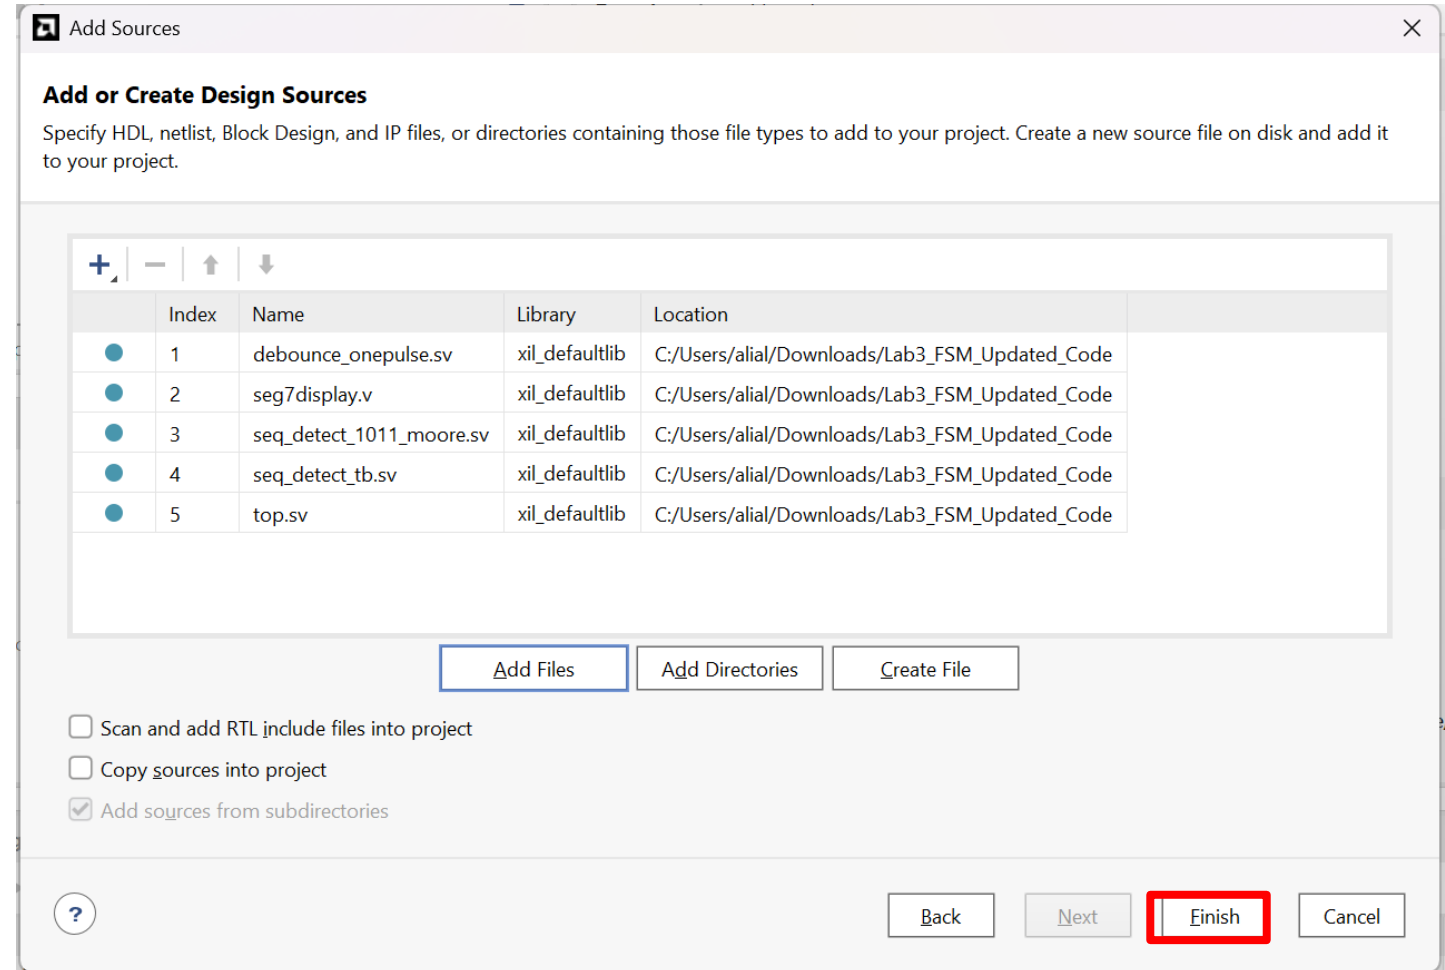 Add Sources
Add or Create Design Sources
Specify HDL, netlist, Block Design, and IP files, or directories containing those file types to add to your project. Create a new source file on disk and add it
to your project.
Index Name Library Location
1 debounce_onepulse.sv xil_defaultlib C:/Users/alial/Downloads/Lab3_FSM_Updated_Code
2 seg7display.v xil_defaultlib C:/Users/alial/Downloads/Lab3_FSM_Updated_Code
3 seq_detect_1011_moore.sv xil_defaultlib C:/Users/alial/Downloads/Lab3_FSM_Updated_Code
4 seq_detect_tb.sv xil_defaultlib C:/Users/alial/Downloads/Lab3_FSM_Updated_Code
5 top.sv xil_defaultlib C:/Users/alial/Downloads/Lab3_FSM_Updated_Code
Add Files Add Directories Create File
Scan and add RTL include files into project
Copy sources into project
Add sources from subdirectories
? Back Next Finish Cancel